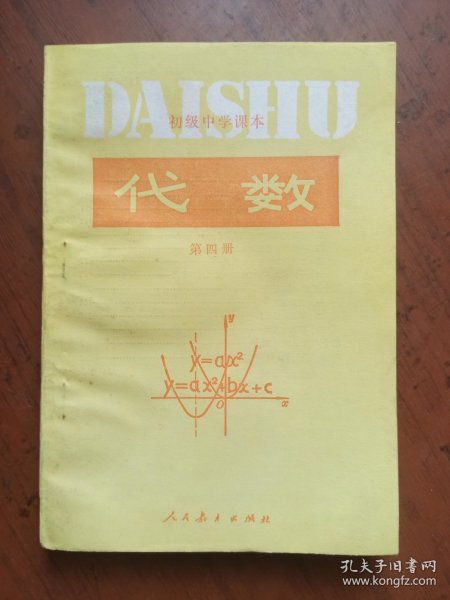 DAISHU
初级中学课本
代数
第四册
y
y=ax²
y=ax²+bx+c
O
x
人民教育出版社
孔夫子旧书网
www.kongfz.com